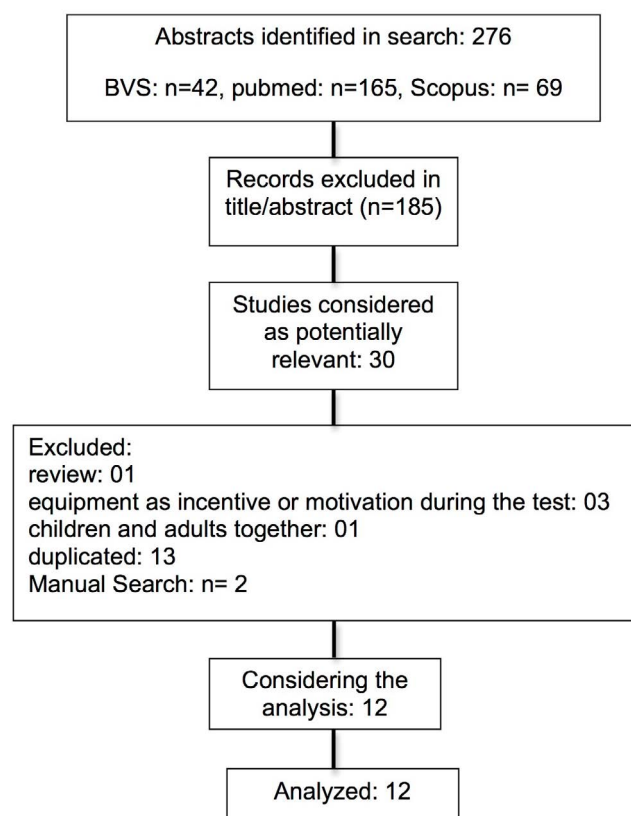 Abstracts identified in search: 276
BVS: n=42, pubmed: n=165, Scopus: n= 69
Records excluded in
title/abstract (n=185)
Studies considered
as potentially
relevant: 30
Excluded:
review: 01
equipment as incentive or motivation during the test: 03
children and adults together: 01
duplicated: 13
Manual Search: n= 2
Considering the
analysis: 12
Analyzed: 12